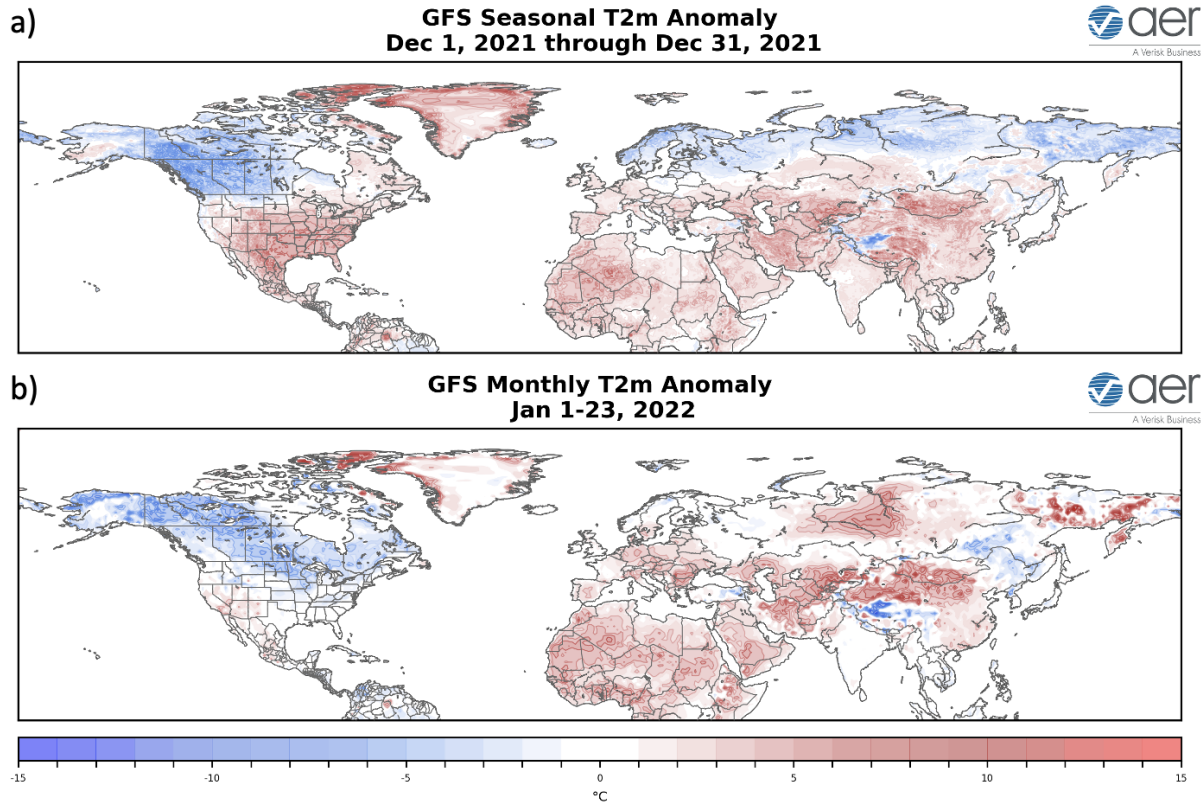 a)
GFS Seasonal T2m Anomaly
Dec 1, 2021 through Dec 31, 2021
aer
A Verisk Business
b)
GFS Monthly T2m Anomaly
Jan 1-23, 2022
aer
A Verisk Business
-15 -10 -5 0 5 10 15
°C